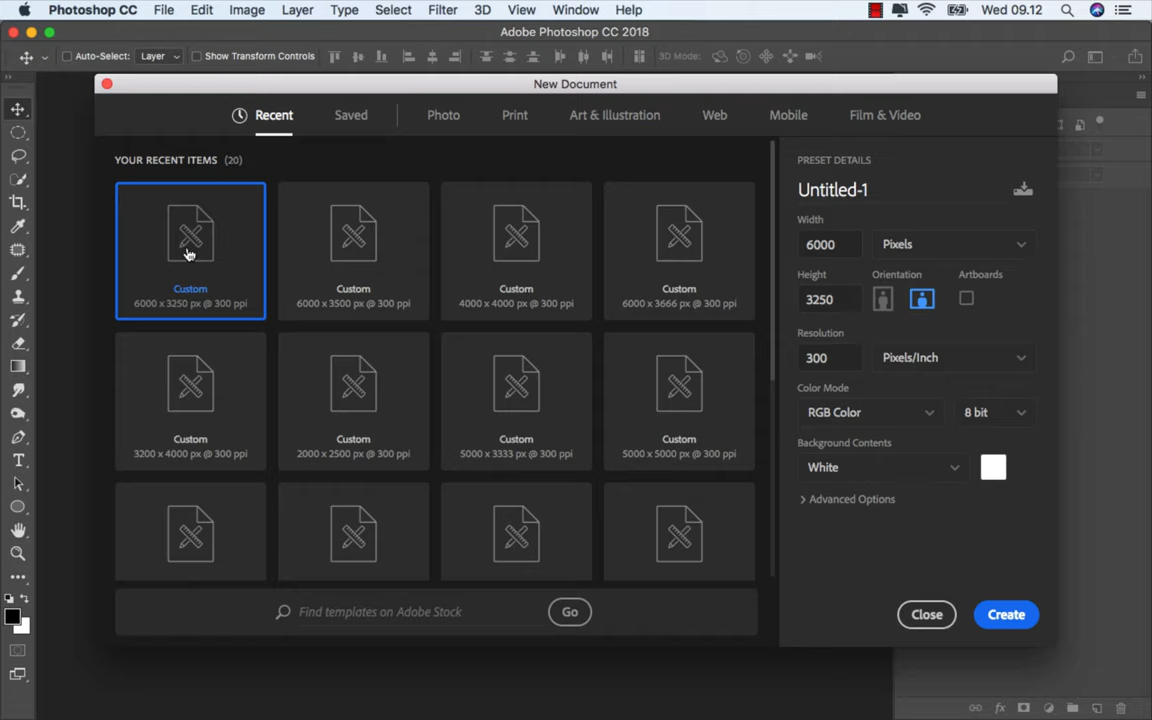 Photoshop CC File Edit Image Layer Type Select Filter 3D View Window Help Wed 09.12
Adobe Photoshop CC 2018
Auto-Select: Layer Show Transform Controls 3D Mode:
New Document
Recent Saved Photo Print Art & Illustration Web Mobile Film & Video
YOUR RECENT ITEMS (20)
Custom Custom Custom Custom
6000 x 3250 px @ 300 ppi 6000 x 3500 px @ 300 ppi 4000 x 4000 px @ 300 ppi 6000 x 3666 px @ 300 ppi
Custom Custom Custom Custom
3200 x 4000 px @ 300 ppi 2000 x 2500 px @ 300 ppi 5000 x 3333 px @ 300 ppi 5000 x 5000 px @ 300 ppi
Find templates on Adobe Stock Go
PRESET DETAILS
Untitled-1
Width
6000 Pixels
Height Orientation Artboards
3250
Resolution
300 Pixels/Inch
Color Mode
RGB Color 8 bit
Background Contents
White
Advanced Options
Close Create
T
fx